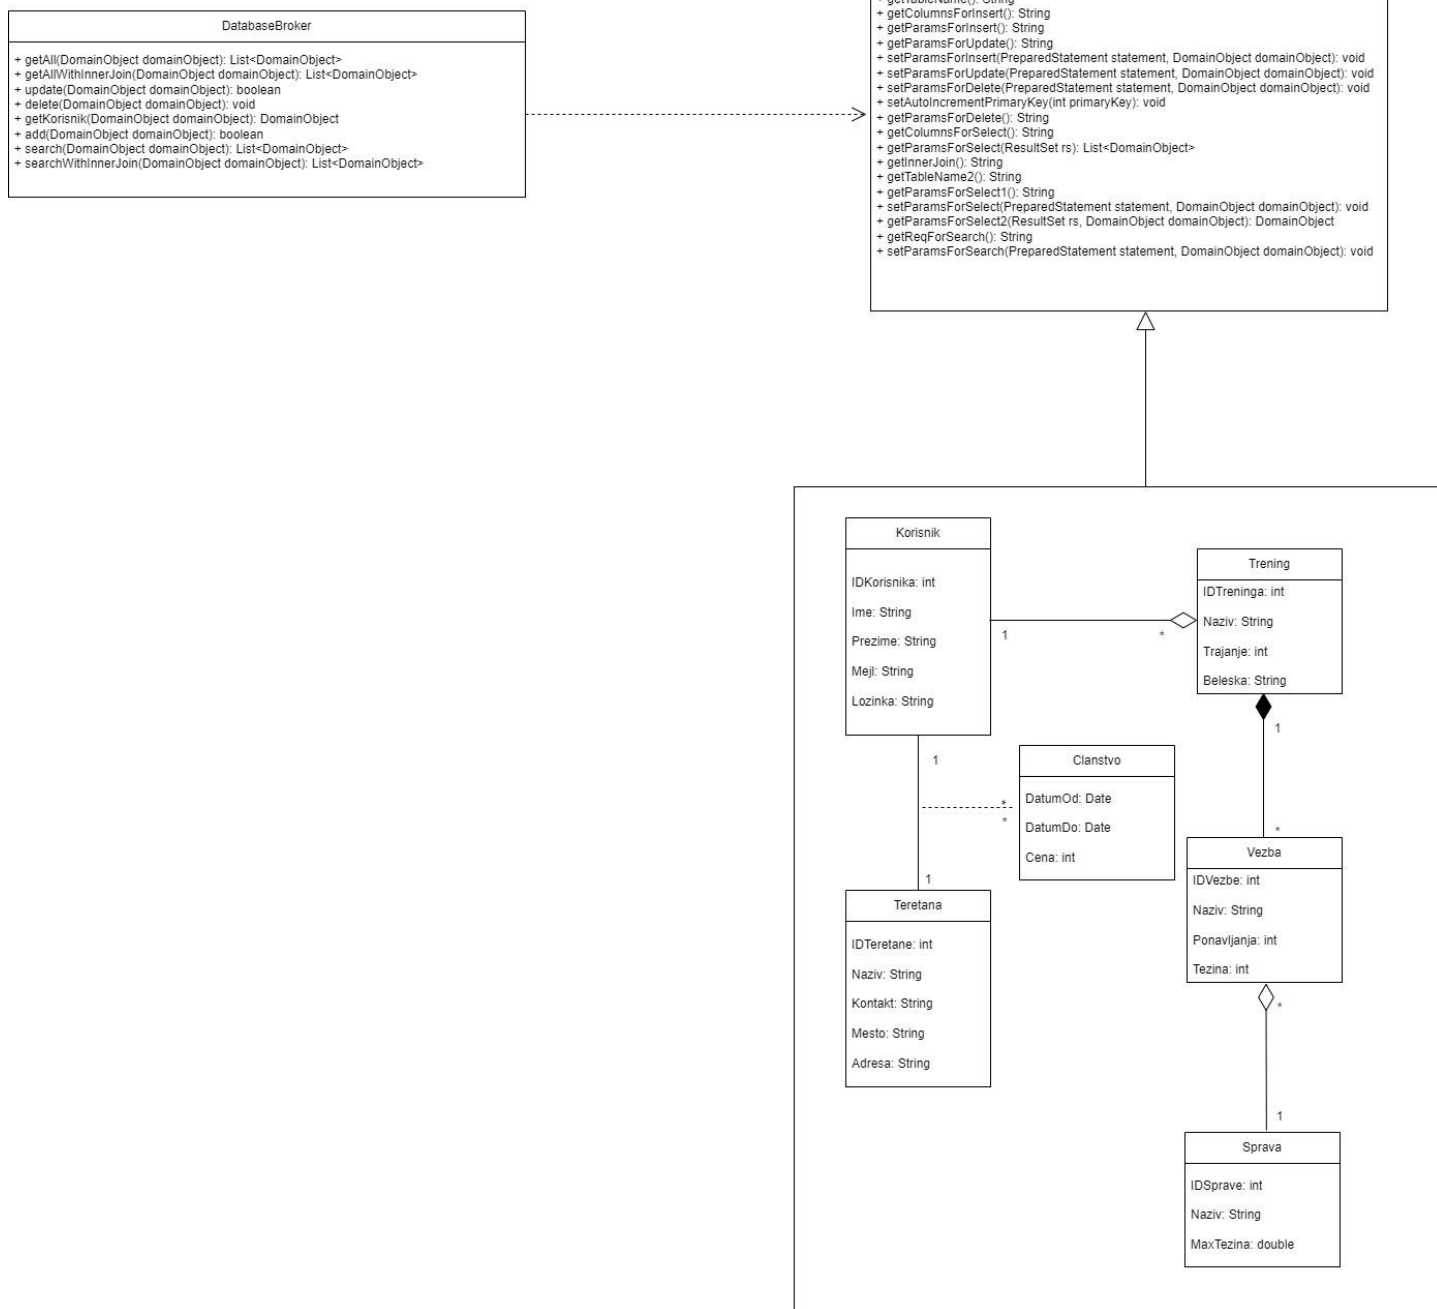 DatabaseBroker
+ getAll(DomainObject domainObject): List<DomainObject>
+ getAllWithInnerJoin(DomainObject domainObject): List<DomainObject>
+ update(DomainObject domainObject): boolean
+ delete(DomainObject domainObject): void
+ getKorisnik(DomainObject domainObject): DomainObject
+ add(DomainObject domainObject): boolean
+ search(DomainObject domainObject): List<DomainObject>
+ searchWithInnerJoin(DomainObject domainObject): List<DomainObject>
+ getTableName(): String
+ getColumnsForInsert(): String
+ getParamsForInsert(): String
+ getParamsForUpdate(): String
+ setParamsForInsert(PreparedStatement statement, DomainObject domainObject): void
+ setParamsForUpdate(PreparedStatement statement, DomainObject domainObject): void
+ setParamsForDelete(PreparedStatement statement, DomainObject domainObject): void
+ setAutoIncrementPrimaryKey(int primaryKey): void
+ getParamsForDelete(): String
+ getColumnsForSelect(): String
+ getParamsForSelect(ResultSet rs): List<DomainObject>
+ getInnerJoin(): String
+ getTableName2(): String
+ getParamsForSelect1(): String
+ setParamsForSelect(PreparedStatement statement, DomainObject domainObject): void
+ getParamsForSelect2(ResultSet rs, DomainObject domainObject): DomainObject
+ getReqForSearch(): String
+ setParamsForSearch(PreparedStatement statement, DomainObject domainObject): void
Korisnik
IDKorisnika: int
Ime: String
Prezime: String
Mejl: String
Lozinka: String
1
*
Trening
IDTreninga: int
Naziv: String
Trajanje: int
Beleska: String
1
*
1
*
*
1
Clanstvo
DatumOd: Date
DatumDo: Date
Cena: int
Teretana
IDTeretane: int
Naziv: String
Kontakt: String
Mesto: String
Adresa: String
Vezba
IDVezbe: int
Naziv: String
Ponavljanja: int
Tezina: int
*
1
Sprava
IDSprave: int
Naziv: String
MaxTezina: double